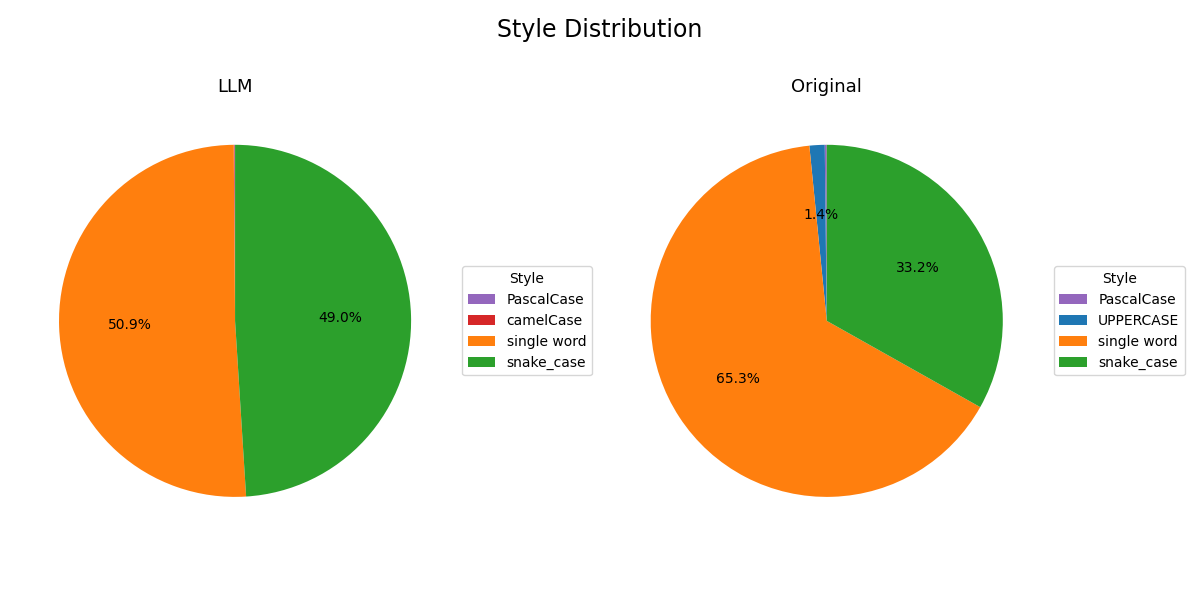 Style Distribution
LLM
50.9%
49.0%
Style
PascalCase
camelCase
single word
snake_case
Original
1.4%
33.2%
65.3%
Style
PascalCase
UPPERCASE
single word
snake_case